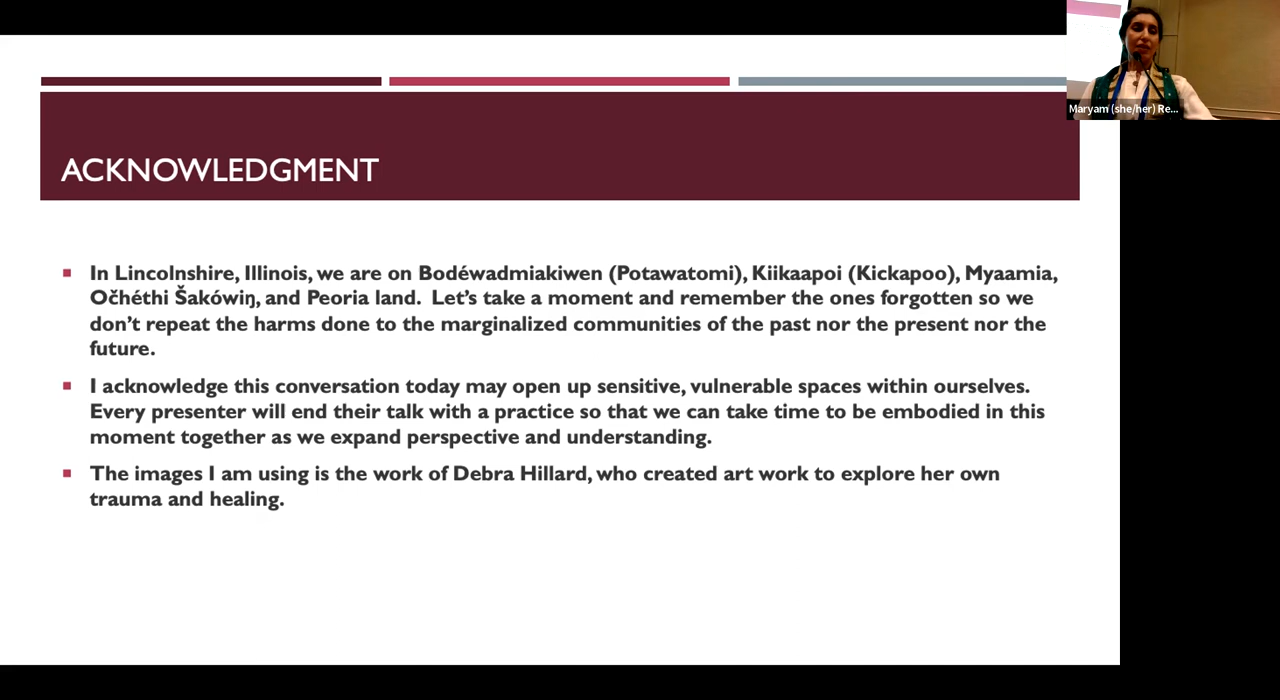 Maryam (she/her) Re...
ACKNOWLEDGMENT
▪ In Lincolnshire, Illinois, we are on Bodéwadmiakiwen (Potawatomi), Kiikaapoi (Kickapoo), Myaamia,
Očhéthi Šakówiŋ, and Peoria land.  Let’s take a moment and remember the ones forgotten so we
don’t repeat the harms done to the marginalized communities of the past nor the present nor the
future.
▪ I acknowledge this conversation today may open up sensitive, vulnerable spaces within ourselves.
Every presenter will end their talk with a practice so that we can take time to be embodied in this
moment together as we expand perspective and understanding.
▪ The images I am using is the work of Debra Hillard, who created art work to explore her own
trauma and healing.